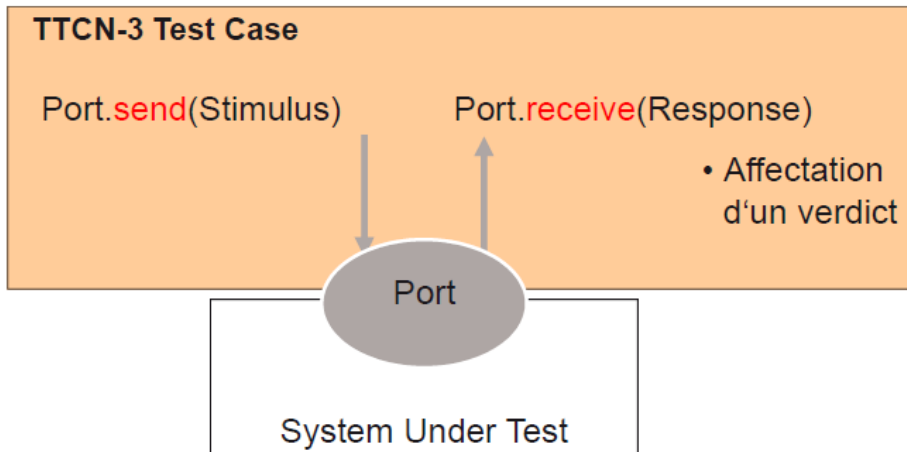 TTCN-3 Test Case
Port.send(Stimulus)
Port.receive(Response)
• Affectation
d‘un verdict
Port
System Under Test